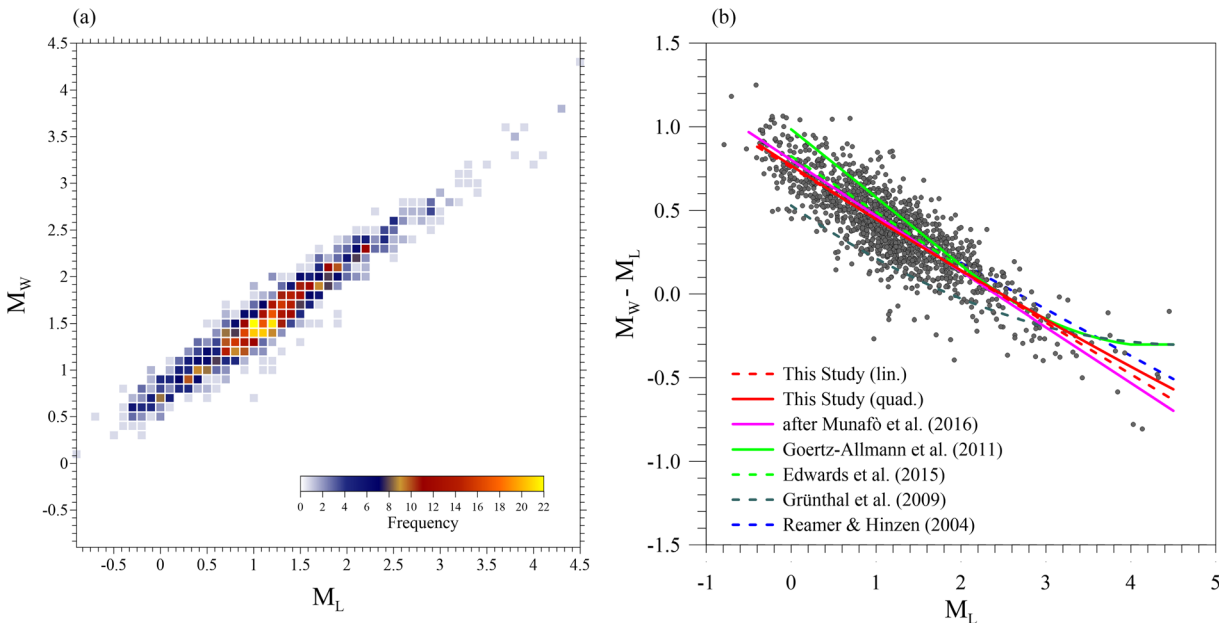 (a)
4.5
4
3.5
3
2.5
2
1.5
1
0.5
0
-0.5
M_W
0 2 4 6 8 10 12 14 16 18 20 22
Frequency
-0.5 0 0.5 1 1.5 2 2.5 3 3.5 4 4.5
M_L
(b)
1.5
1.0
0.5
0.0
-0.5
-1.0
-1.5
M_W - M_L
This Study (lin.)
This Study (quad.)
after Munafò et al. (2016)
Goertz-Allmann et al. (2011)
Edwards et al. (2015)
Grünthal et al. (2009)
Reamer & Hinzen (2004)
-1 0 1 2 3 4 5
M_L